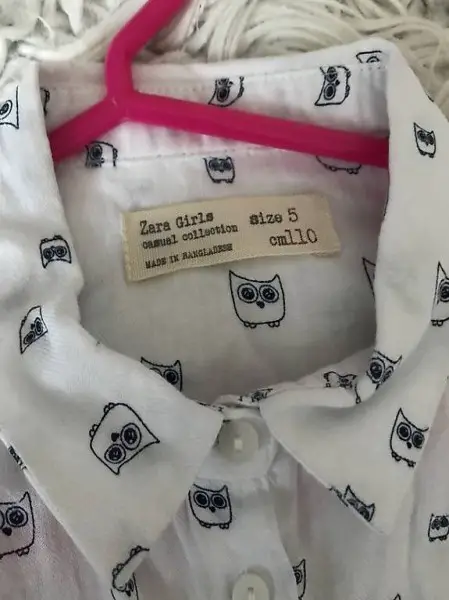 Zara Girls size 5
casual collection cm110
MADE IN BANGLADESH